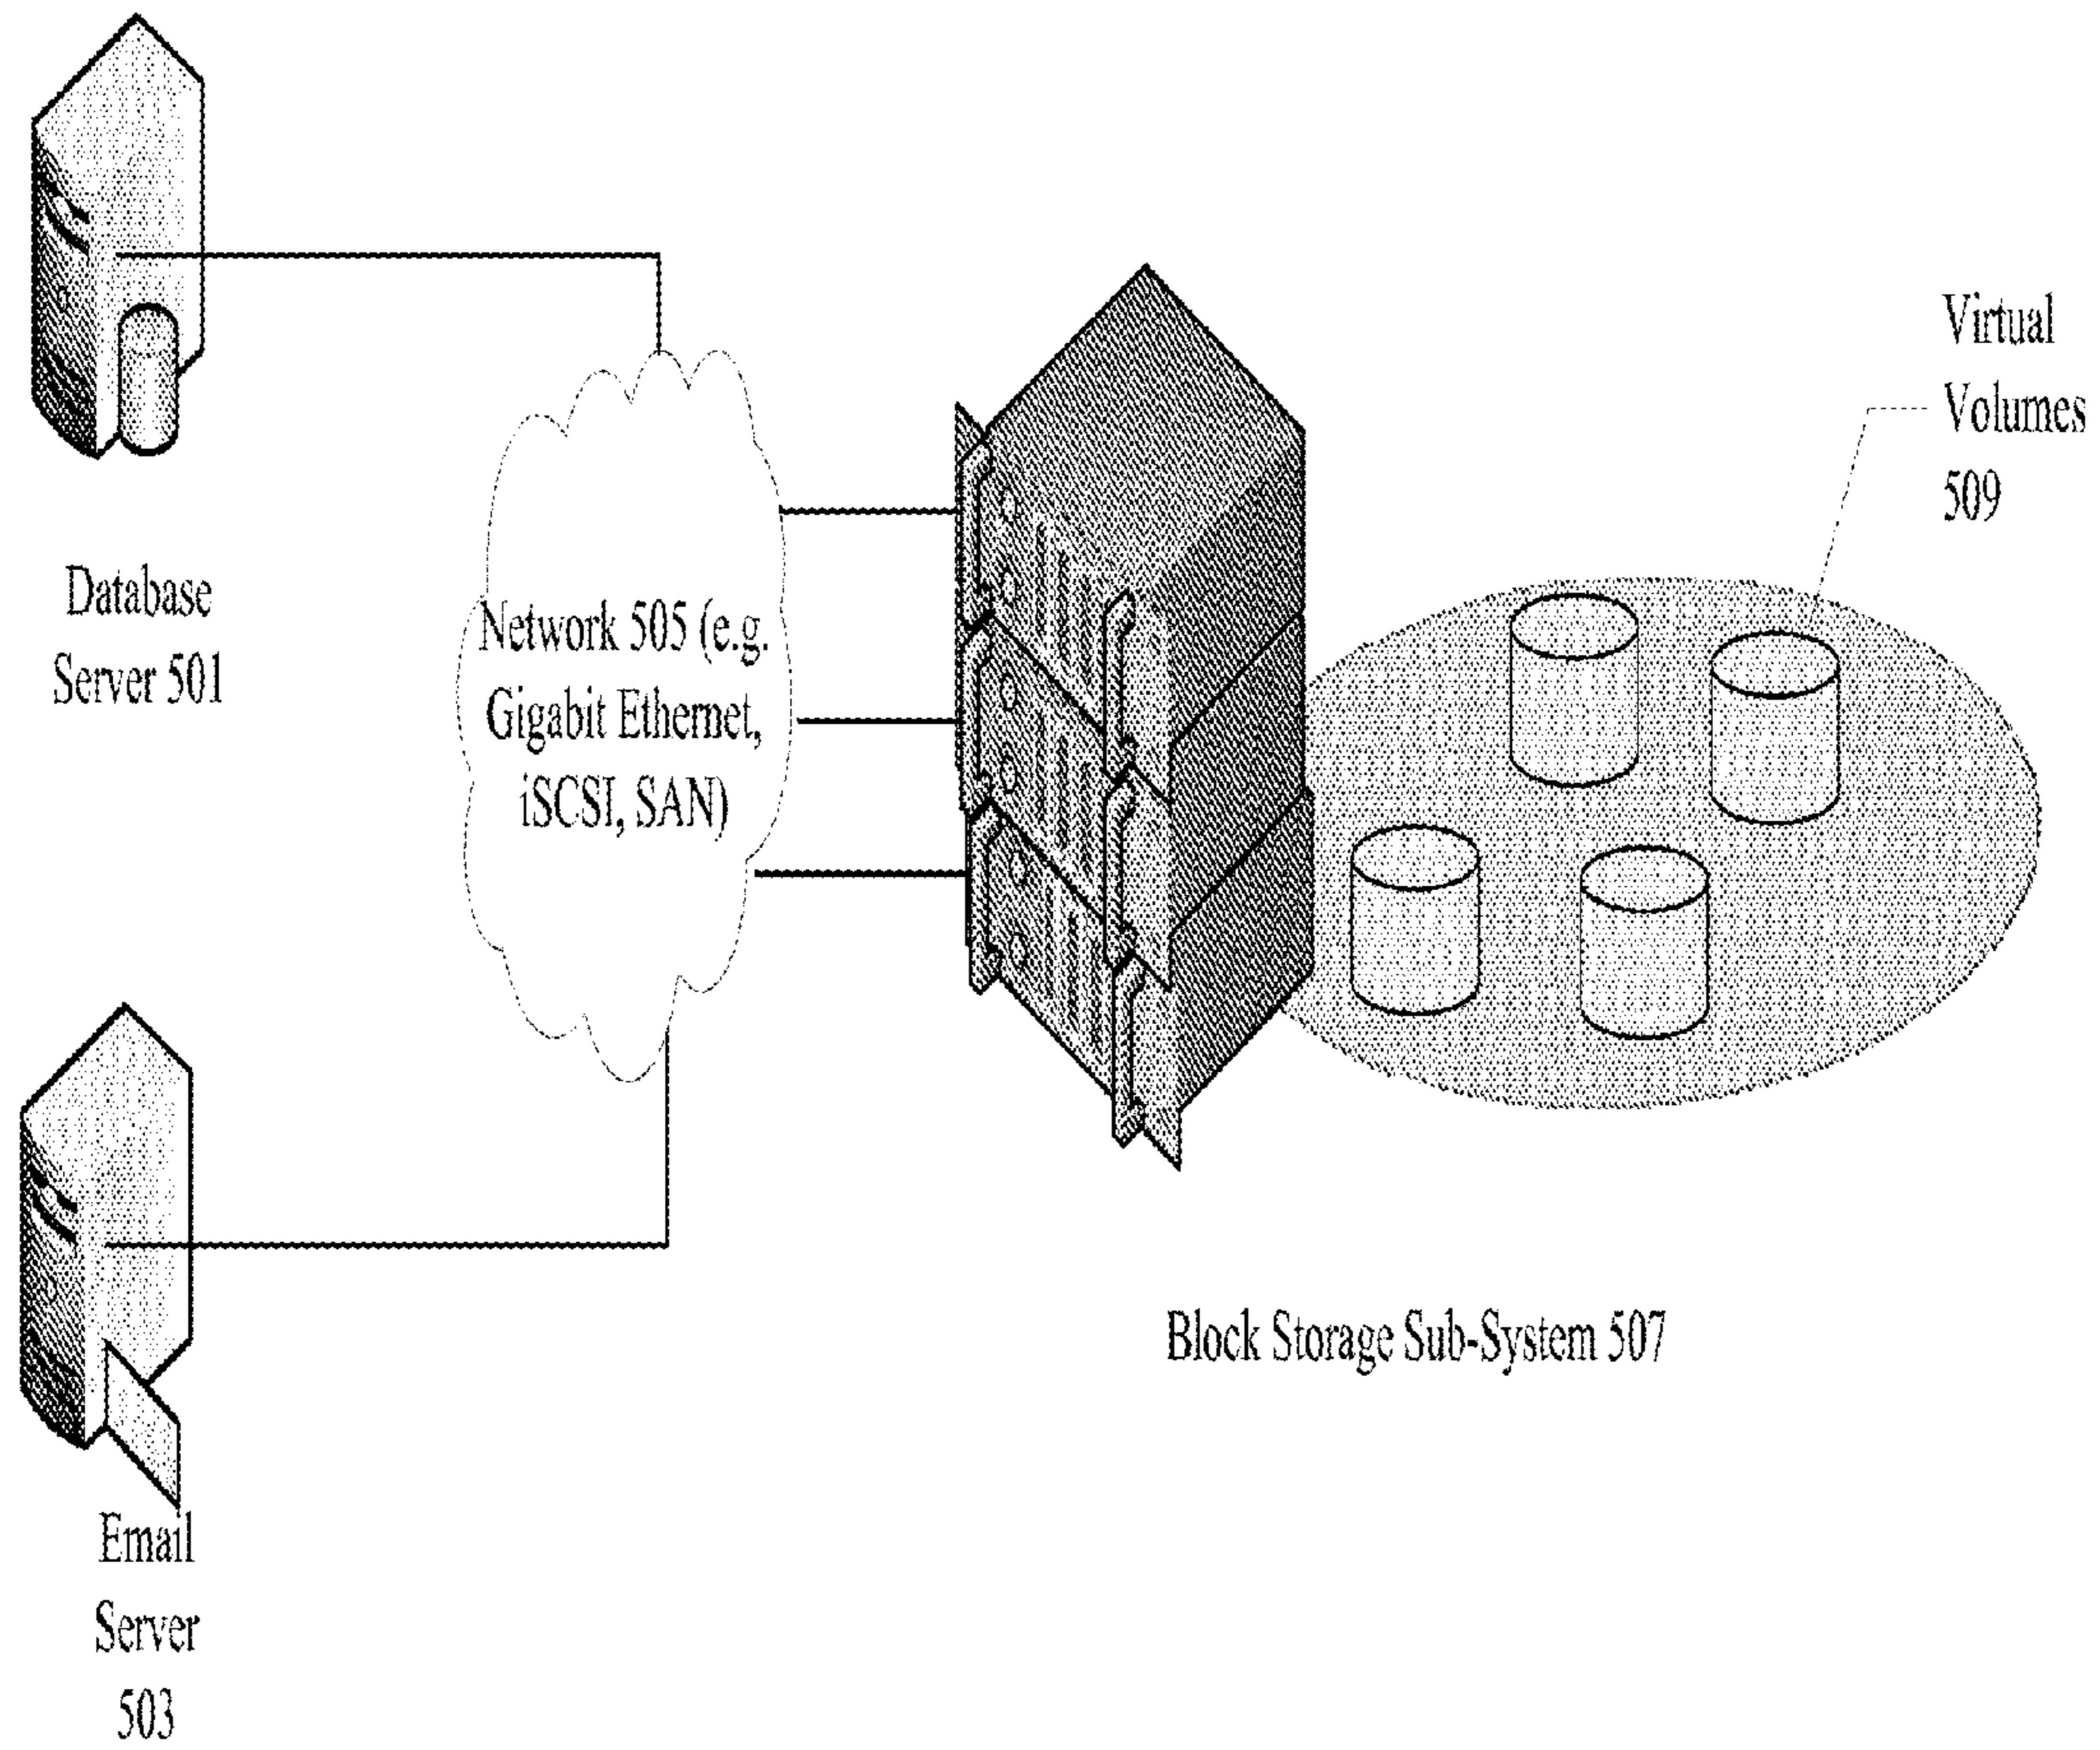 Virtual
Volumes
509
Database
Server 501
Network 505 (e.g.
Gigabit Ethernet,
iSCSI, SAN)
Block Storage Sub-System 507
Email
Server
503